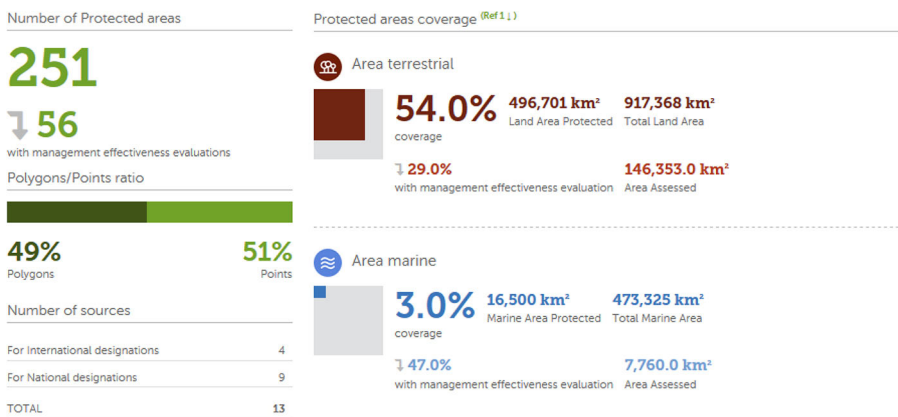 Number of Protected areas
251
56
with management effectiveness evaluations
Polygons/Points ratio
49% 51%
Polygons Points
Number of sources
For International designations 4
For National designations 9
TOTAL 13
Protected areas coverage (Ref 1 ↓)
Area terrestrial
54.0% 496,701 km² 917,368 km²
coverage Land Area Protected Total Land Area
29.0% 146,353.0 km²
with management effectiveness evaluation Area Assessed
Area marine
3.0% 16,500 km² 473,325 km²
coverage Marine Area Protected Total Marine Area
47.0% 7,760.0 km²
with management effectiveness evaluation Area Assessed